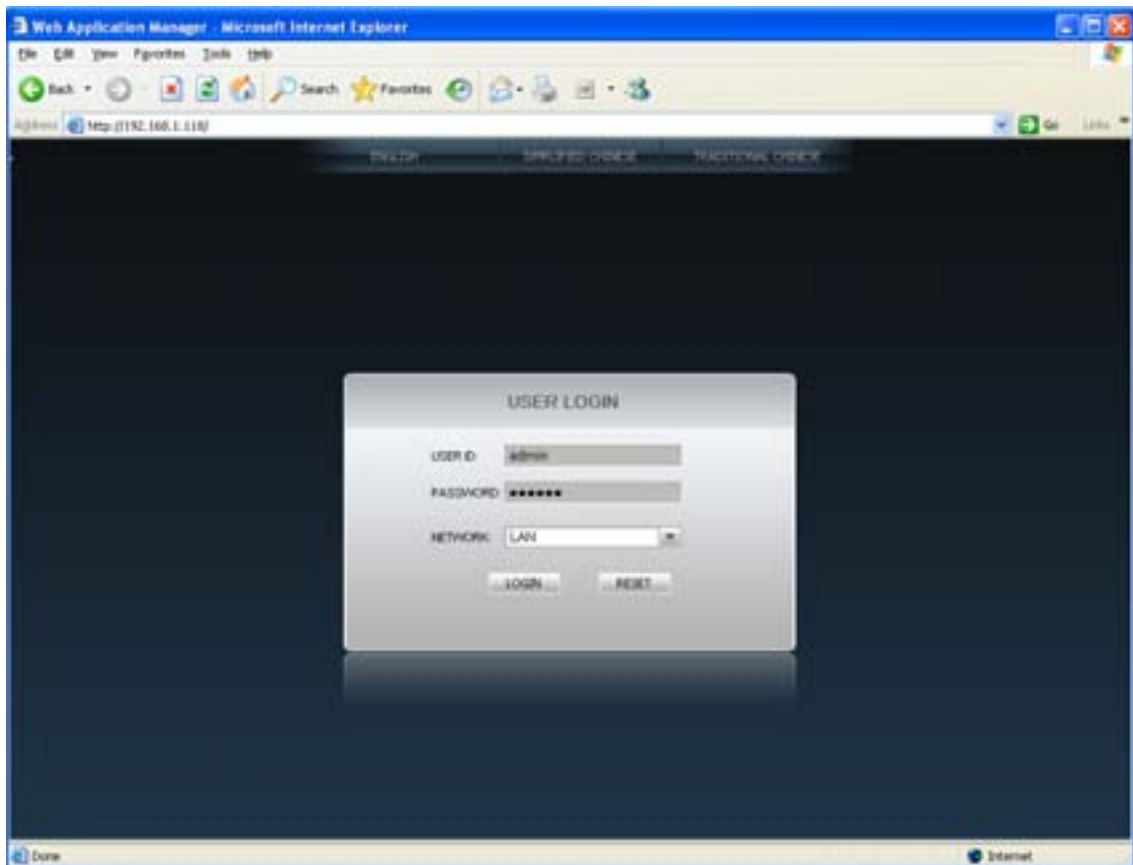 Web Application Manager - Microsoft Internet Explorer
File Edit View Favorites Tools Help
Back Search Favorites
Address http://192.168.1.118/ Go Links
ENGLISH SIMPLIFIED CHINESE TRADITIONAL CHINESE
USER LOGIN
USER ID: admin
PASSWORD: ●●●●●●
NETWORK: LAN
LOGIN RESET
Done Internet